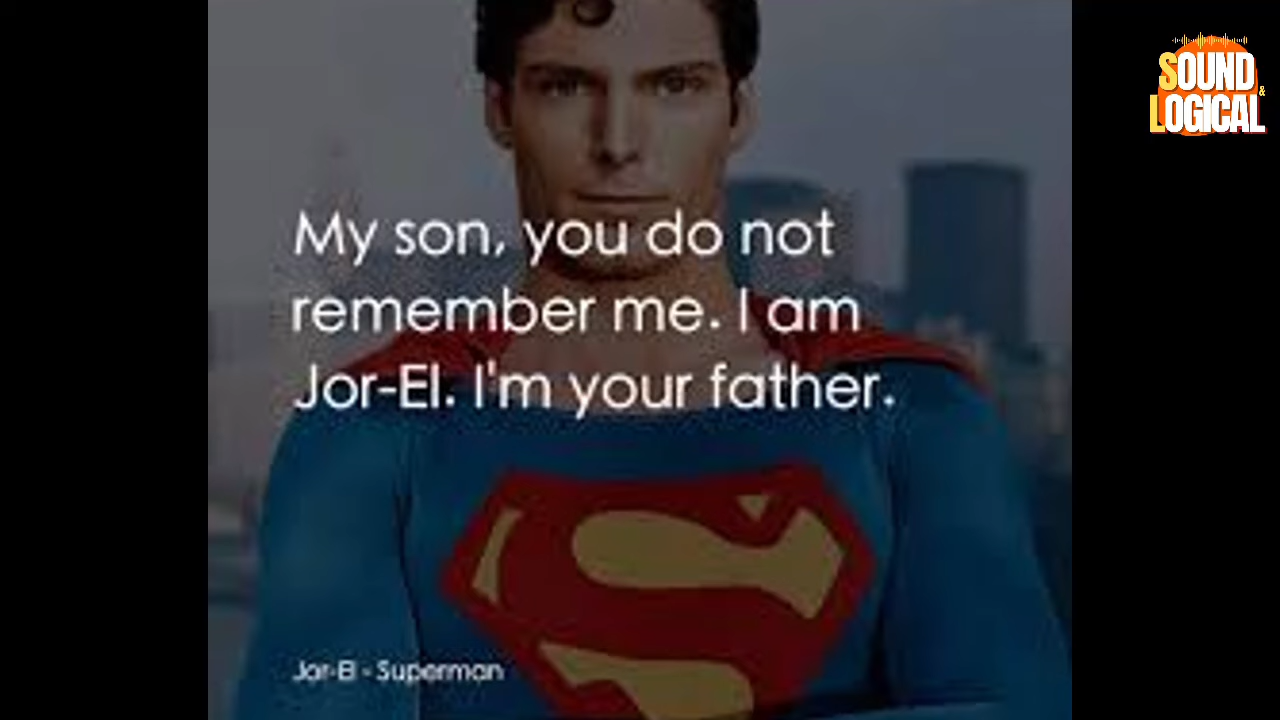 SOUND
&
LOGICAL
My son, you do not
remember me. I am
Jor-El. I'm your father.
Jor-El - Superman